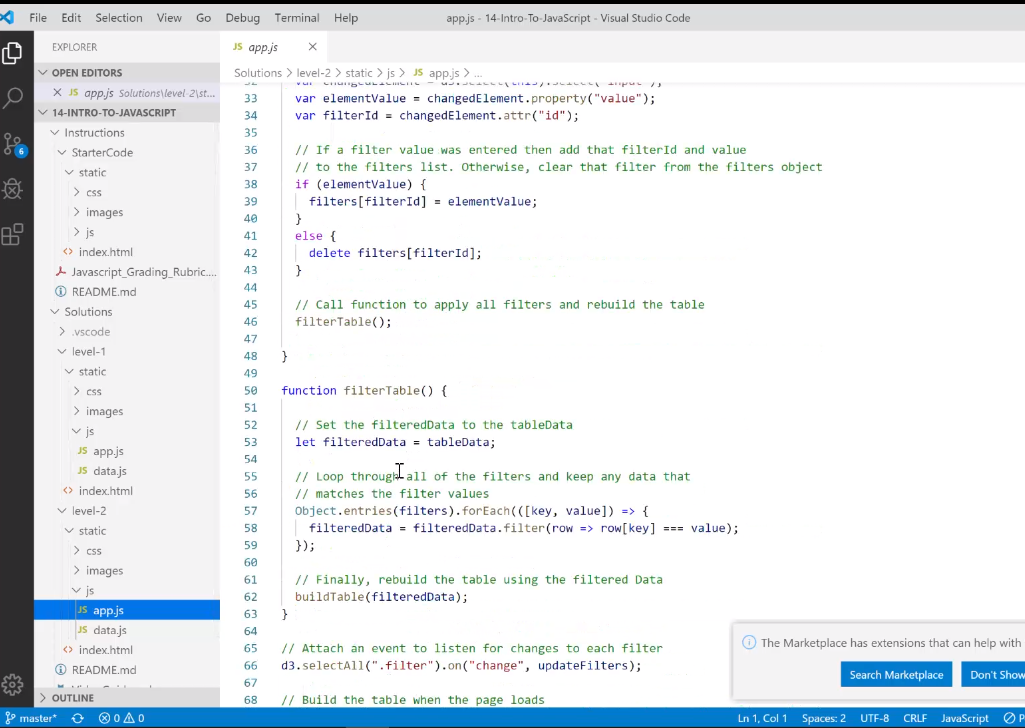 File Edit Selection View Go Debug Terminal Help app.js - 14-Intro-To-JavaScript - Visual Studio Code
EXPLORER
OPEN EDITORS
JS app.js Solutions\level-2\st...
14-INTRO-TO-JAVASCRIPT
Instructions
StarterCode
static
css
images
js
<> index.html
Javascript_Grading_Rubric....
README.md
Solutions
.vscode
level-1
static
css
images
js
JS app.js
JS data.js
<> index.html
level-2
static
css
images
js
JS app.js
JS data.js
<> index.html
README.md
OUTLINE
6
JS app.js
Solutions > level-2 > static > js > JS app.js > ...
33 var elementValue = changedElement.property("value");
34 var filterId = changedElement.attr("id");
35
36 // If a filter value was entered then add that filterId and value
37 // to the filters list. Otherwise, clear that filter from the filters object
38 if (elementValue) {
39 filters[filterId] = elementValue;
40 }
41 else {
42 delete filters[filterId];
43 }
44
45 // Call function to apply all filters and rebuild the table
46 filterTable();
47
48 }
49
50 function filterTable() {
51
52 // Set the filteredData to the tableData
53 let filteredData = tableData;
54
55 // Loop through all of the filters and keep any data that
56 // matches the filter values
57 Object.entries(filters).forEach(([key, value]) => {
58 filteredData = filteredData.filter(row => row[key] === value);
59 });
60
61 // Finally, rebuild the table using the filtered Data
62 buildTable(filteredData);
63 }
64
65 // Attach an event to listen for changes to each filter
66 d3.selectAll(".filter").on("change", updateFilters);
67
68 // Build the table when the page loads
The Marketplace has extensions that can help with
Search Marketplace Don't Show
master* 0 0 Ln 1, Col 1 Spaces: 2 UTF-8 CRLF JavaScript